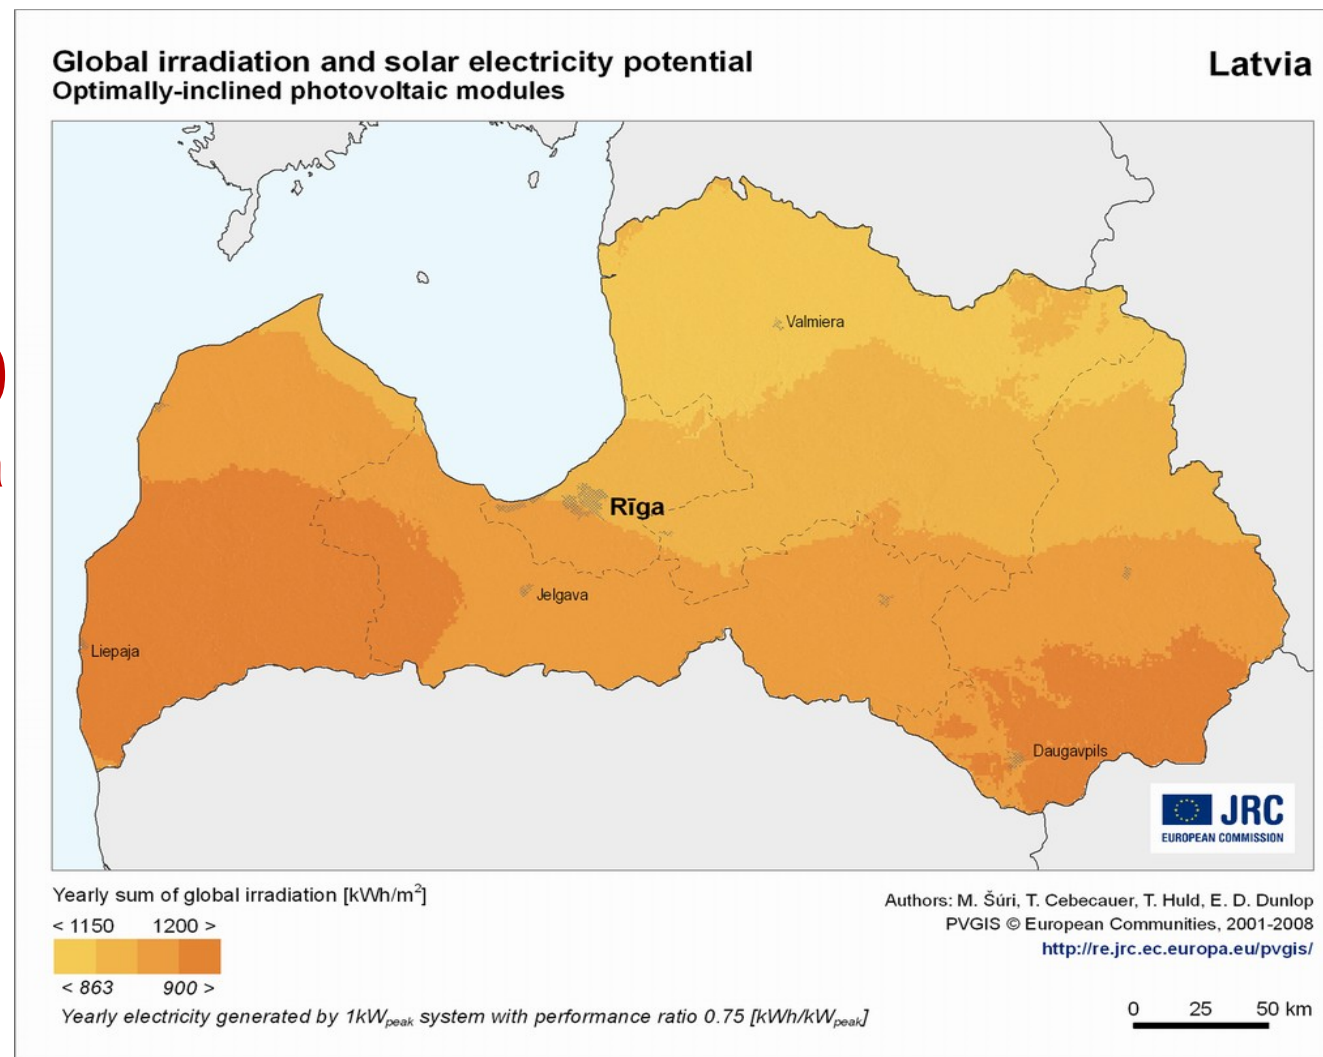 Global irradiation and solar electricity potential
Optimally-inclined photovoltaic modules
Latvia
Valmiera
Rīga
Jelgava
Liepaja
Daugavpils
JRC
EUROPEAN COMMISSION
Yearly sum of global irradiation [kWh/m²]
< 1150 1200 >
< 863 900 >
Yearly electricity generated by 1kWpeak system with performance ratio 0.75 [kWh/kWpeak]
Authors: M. Šúri, T. Cebecauer, T. Huld, E. D. Dunlop
PVGIS © European Communities, 2001-2008
http://re.jrc.ec.europa.eu/pvgis/
0 25 50 km